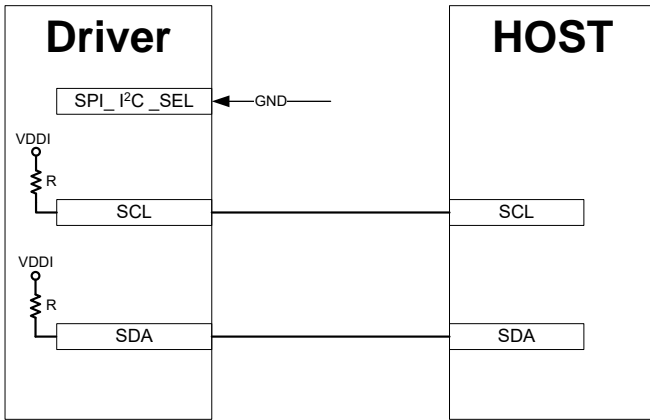 Driver
HOST
SPI_ I²C _SEL
GND
VDDI
R
SCL
SCL
VDDI
R
SDA
SDA